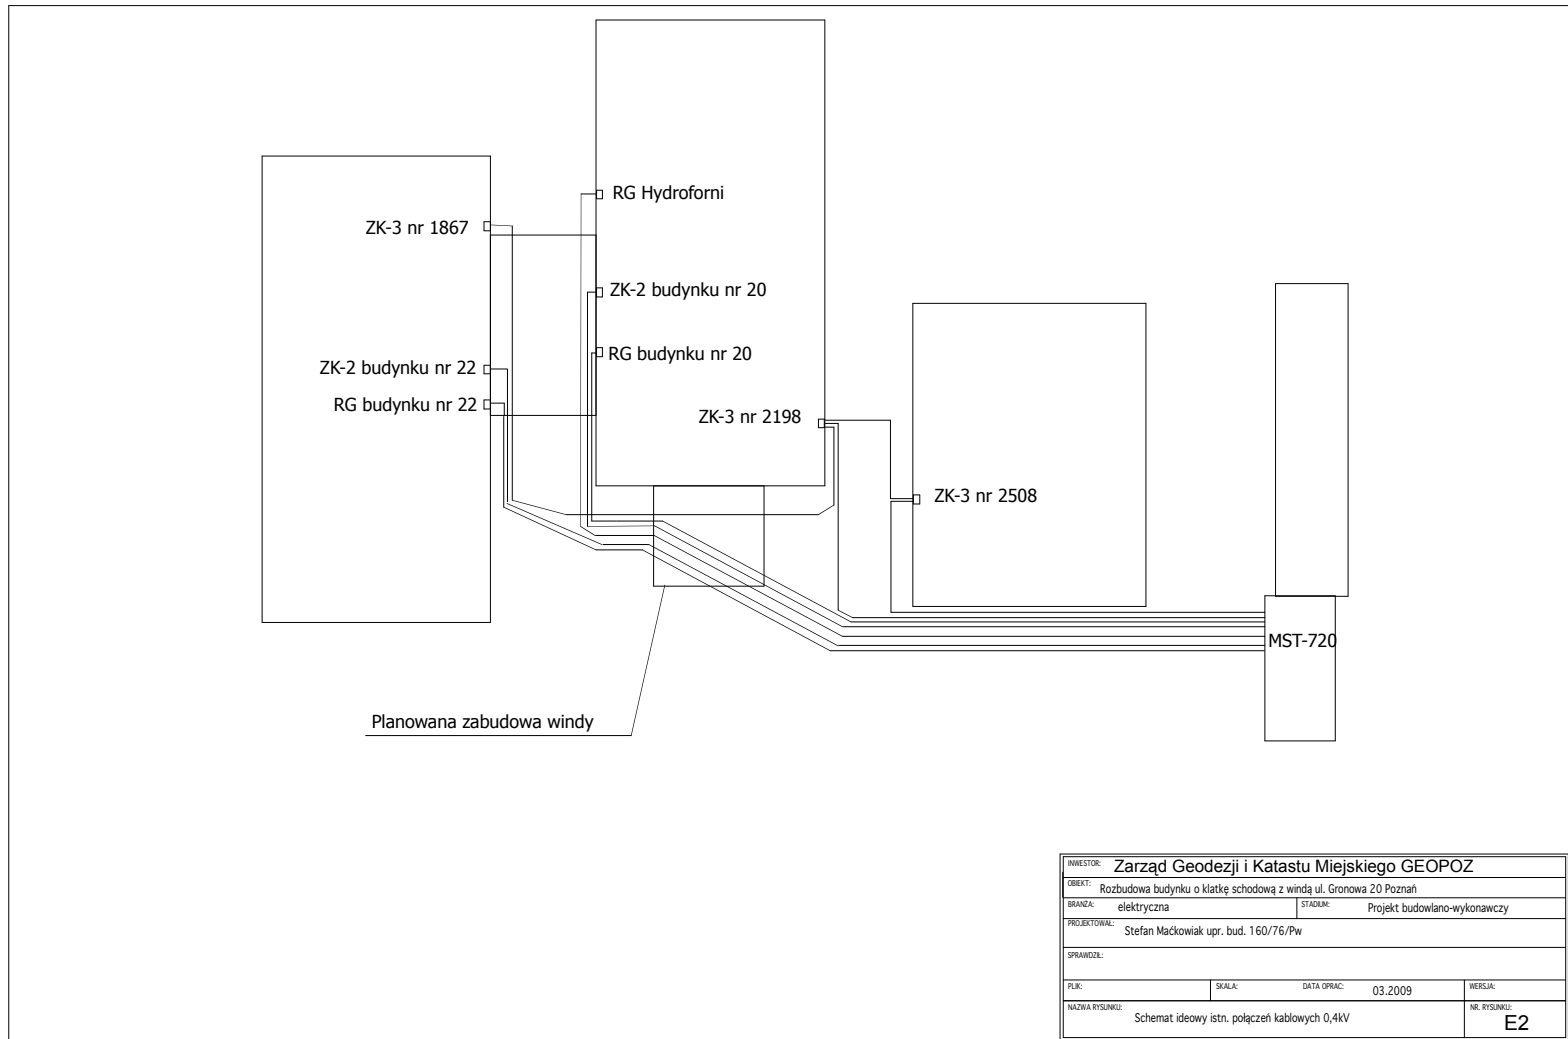 RG Hydroforni
ZK-3 nr 1867
ZK-2 budynku nr 20
RG budynku nr 20
ZK-2 budynku nr 22
RG budynku nr 22
ZK-3 nr 2198
ZK-3 nr 2508
MST-720
Planowana zabudowa windy
INWESTOR: Zarząd Geodezji i Katastu Miejskiego GEOPOZ
OBIEKT: Rozbudowa budynku o klatkę schodową z windą ul. Gronowa 20 Poznań
BRANŻA: elektryczna STADIUM: Projekt budowlano-wykonawczy
PROJEKTOWAŁ: Stefan Maćkowiak upr. bud. 160/76/Pw
SPRAWDZIŁ:
PLIK: SKALA: DATA OPRAC: 03.2009 WERSJA:
NAZWA RYSUNKU: Schemat ideowy istn. połączeń kablowych 0,4kV NR. RYSUNKU: E2